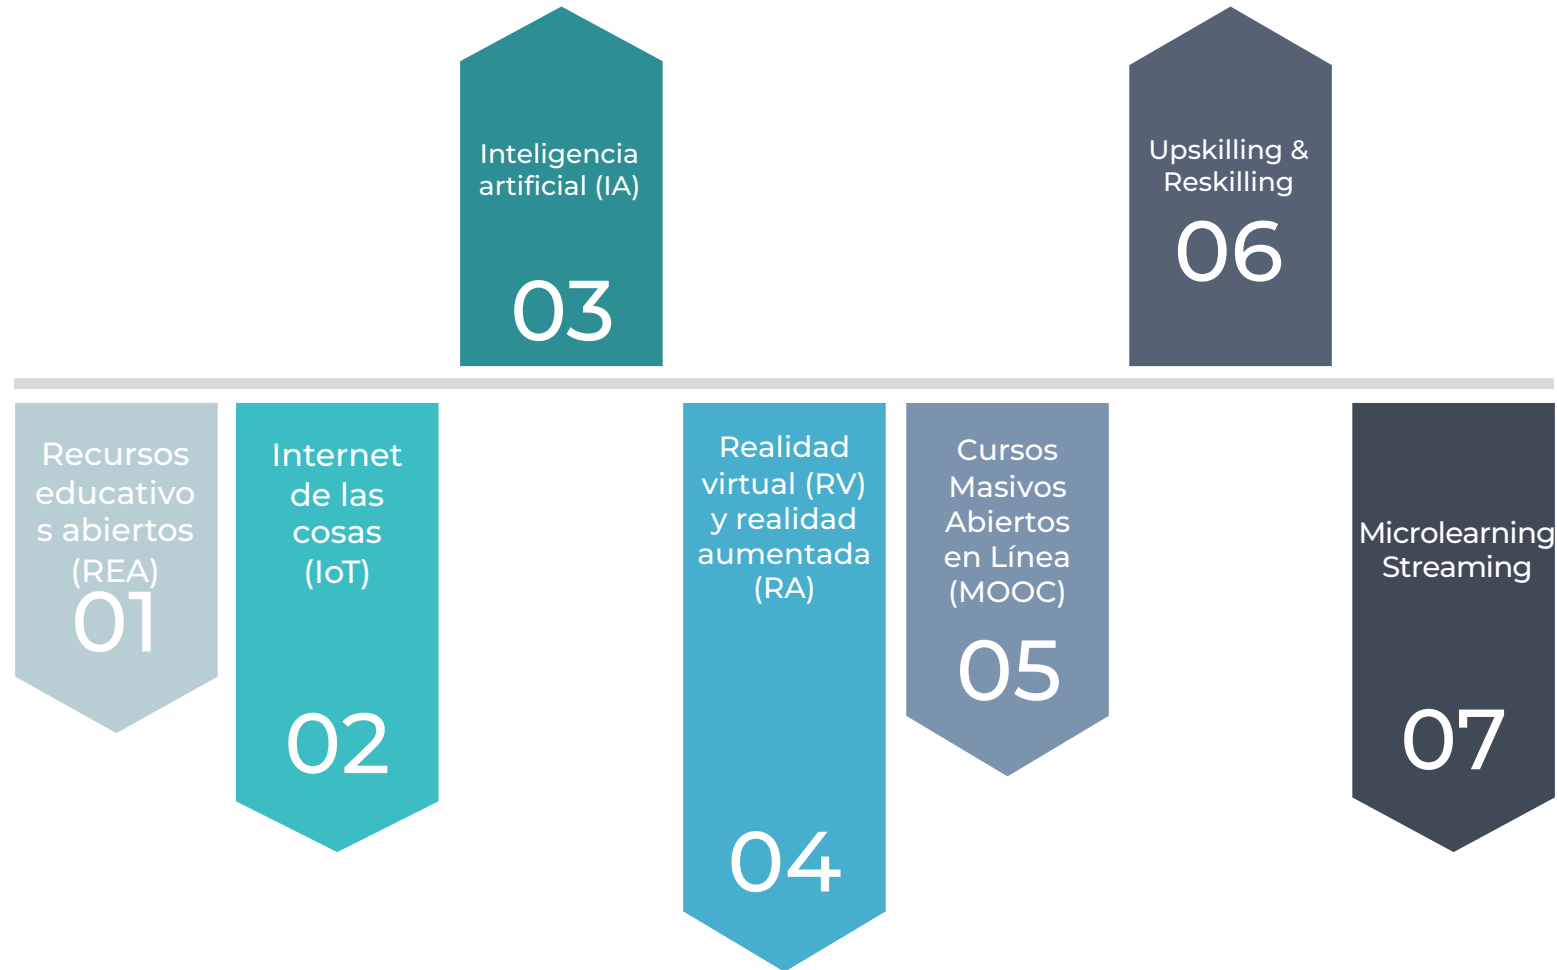 Inteligencia
artificial (IA)
03
Upskilling &
Reskilling
06
Recursos
educativo
s abiertos
(REA)
01
Internet
de las
cosas
(IoT)
02
Realidad
virtual (RV)
y realidad
aumentada
(RA)
04
Cursos
Masivos
Abiertos
en Línea
(MOOC)
05
Microlearning
Streaming
07